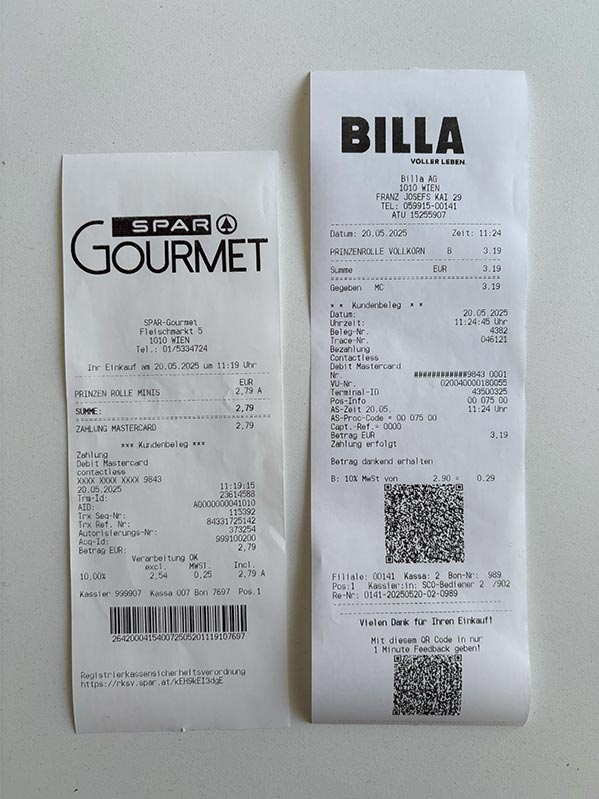 SPAR
GOURMET
SPAR-Gourmet
Fleischmarkt 5
1010 WIEN
Tel.: 01/5334724
Ihr Einkauf am 20.05.2025 um 11:19 Uhr
EUR
PRINZEN ROLLE MINIS 2,79 A
SUMME: 2,79
ZAHLUNG MASTERCARD 2,79
*** Kundenbeleg ***
Zahlung
Debit Mastercard
contactless
XXXX XXXX XXXX 9843
20.05.2025 11:19:15
Trm-Id: 23614588
AID: A0000000041010
Trx Seq-Nr: 115392
Trx Ref. Nr: 84331725142
Autorisierungs-Nr: 373254
Acq-Id: 999100200
Betrag EUR: 2,79
Verarbeitung OK
excl. MWST. Incl.
10,00% 2,54 0,25 2,79 A
Kassier 999907 Kassa 007 Bon 7697 Pos.1
264200041540072505201119107697
Registrierkassensicherheitsverordnung
https://rksv.spar.at/kEH9kEI3dgE
BILLA
VOLLER LEBEN.
Billa AG
1010 WIEN
FRANZ JOSEFS KAI 29
TEL: 059915-00141
ATU 15255907
Datum: 20.05.2025 Zeit: 11:24
PRINZENROLLE VOLLKORN B 3.19
Summe EUR 3.19
Gegeben MC 3.19
* * Kundenbeleg * *
Datum: 20.05.2025
Uhrzeit: 11:24:45 Uhr
Beleg-Nr. 4382
Trace-Nr. 046121
Bezahlung
Contactless
Debit Mastercard
Nr. ############9843 0001
VU-Nr. 020040000180055
Terminal-ID 43500325
Pos-Info 00 075 00
AS-Zeit 20.05. 11:24 Uhr
AS-Proc-Code = 00 075 00
Capt.-Ref.= 0000
Betrag EUR 3.19
Zahlung erfolgt
Betrag dankend erhalten
B: 10% MwSt von 2.90 = 0.29
Filiale: 00141 Kassa: 2 Bon-Nr: 989
Pos:1 Kassier:in: SCO-Bediener 2 /902
Re-Nr: 0141-20250520-02-0989
Vielen Dank für Ihren Einkauf!
Mit diesem QR Code in nur
1 Minute Feedback geben!